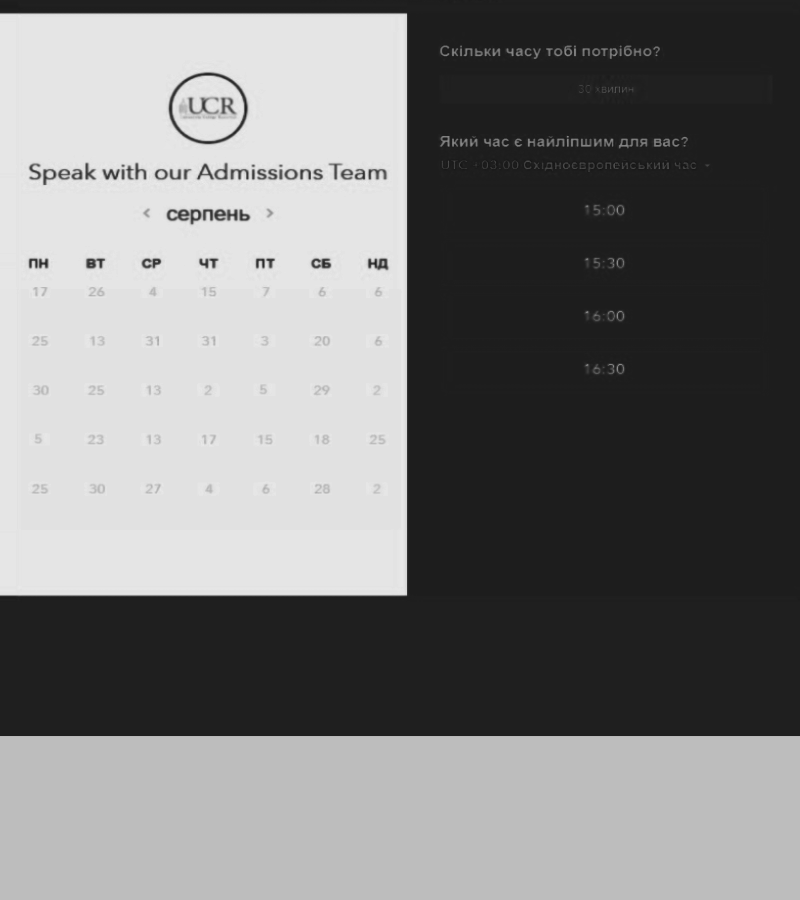 UCR
Speak with our Admissions Team
< серпень >
ПН ВТ СР ЧТ ПТ СБ НД
17 26 4 15 7 6 6
25 13 31 31 3 20 6
30 25 13 2 5 29 2
5 23 13 17 15 18 25
25 30 27 4 6 28 2
Скільки часу тобі потрібно?
30 хвилин
Який час є найліпшим для вас?
UTC +03:00 Східноєвропейський час
15:00
15:30
16:00
16:30